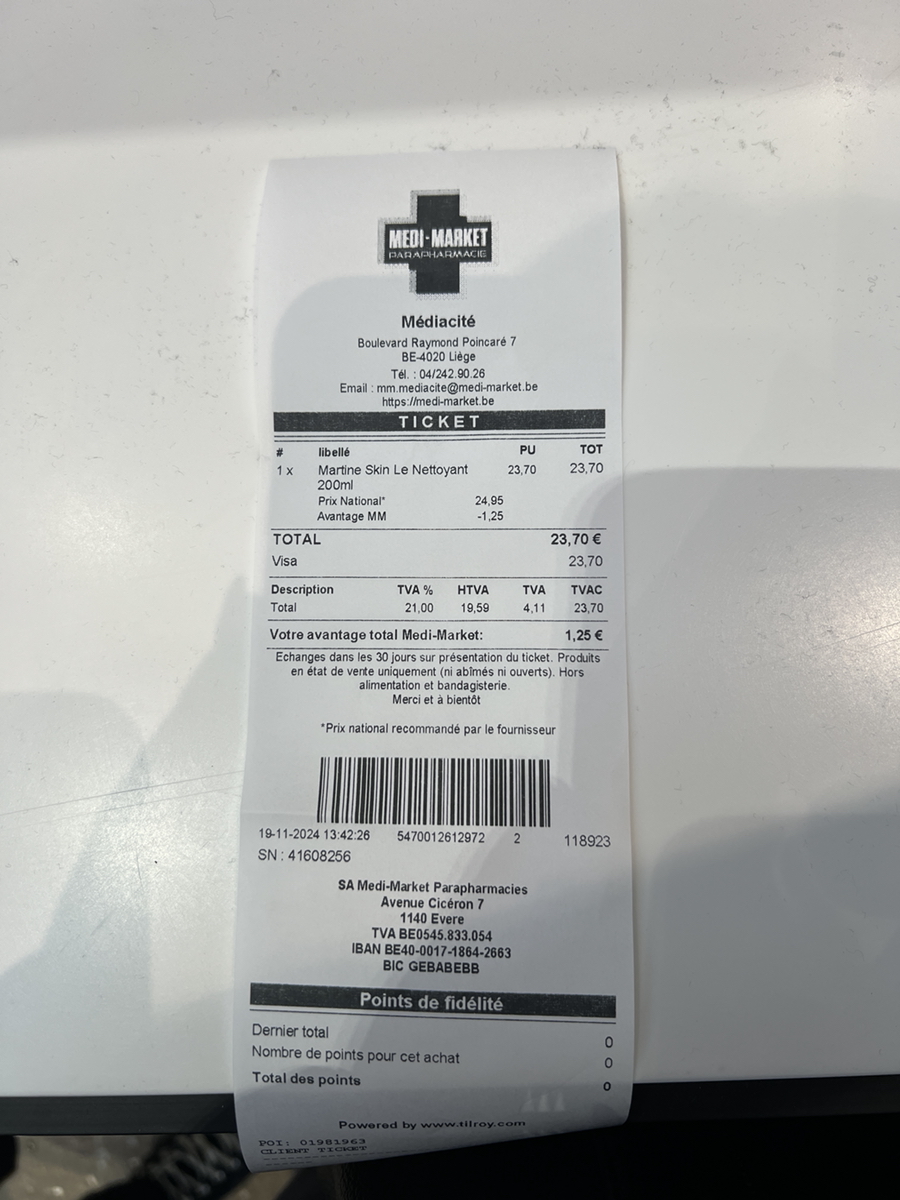 MEDI-MARKET
PARAPHARMACIE
Médiacité
Boulevard Raymond Poincaré 7
BE-4020 Liège
Tél. : 04/242.90.26
Email : mm.mediacite@medi-market.be
https://medi-market.be
TICKET
# libellé PU TOT
1 x Martine Skin Le Nettoyant 23,70 23,70
200ml
Prix National* 24,95
Avantage MM -1,25
TOTAL 23,70 €
Visa 23,70
Description TVA % HTVA TVA TVAC
Total 21,00 19,59 4,11 23,70
Votre avantage total Medi-Market: 1,25 €
Echanges dans les 30 jours sur présentation du ticket. Produits
en état de vente uniquement (ni abîmés ni ouverts). Hors
alimentation et bandagisterie.
Merci et à bientôt
*Prix national recommandé par le fournisseur
19-11-2024 13:42:26 5470012612972 2 118923
SN : 41608256
SA Medi-Market Parapharmacies
Avenue Cicéron 7
1140 Evere
TVA BE0545.833.054
IBAN BE40-0017-1864-2663
BIC GEBABEBB
Points de fidélité
Dernier total 0
Nombre de points pour cet achat 0
Total des points 0
Powered by www.tilroy.com
POI: 01981963
CLIENT TICKET